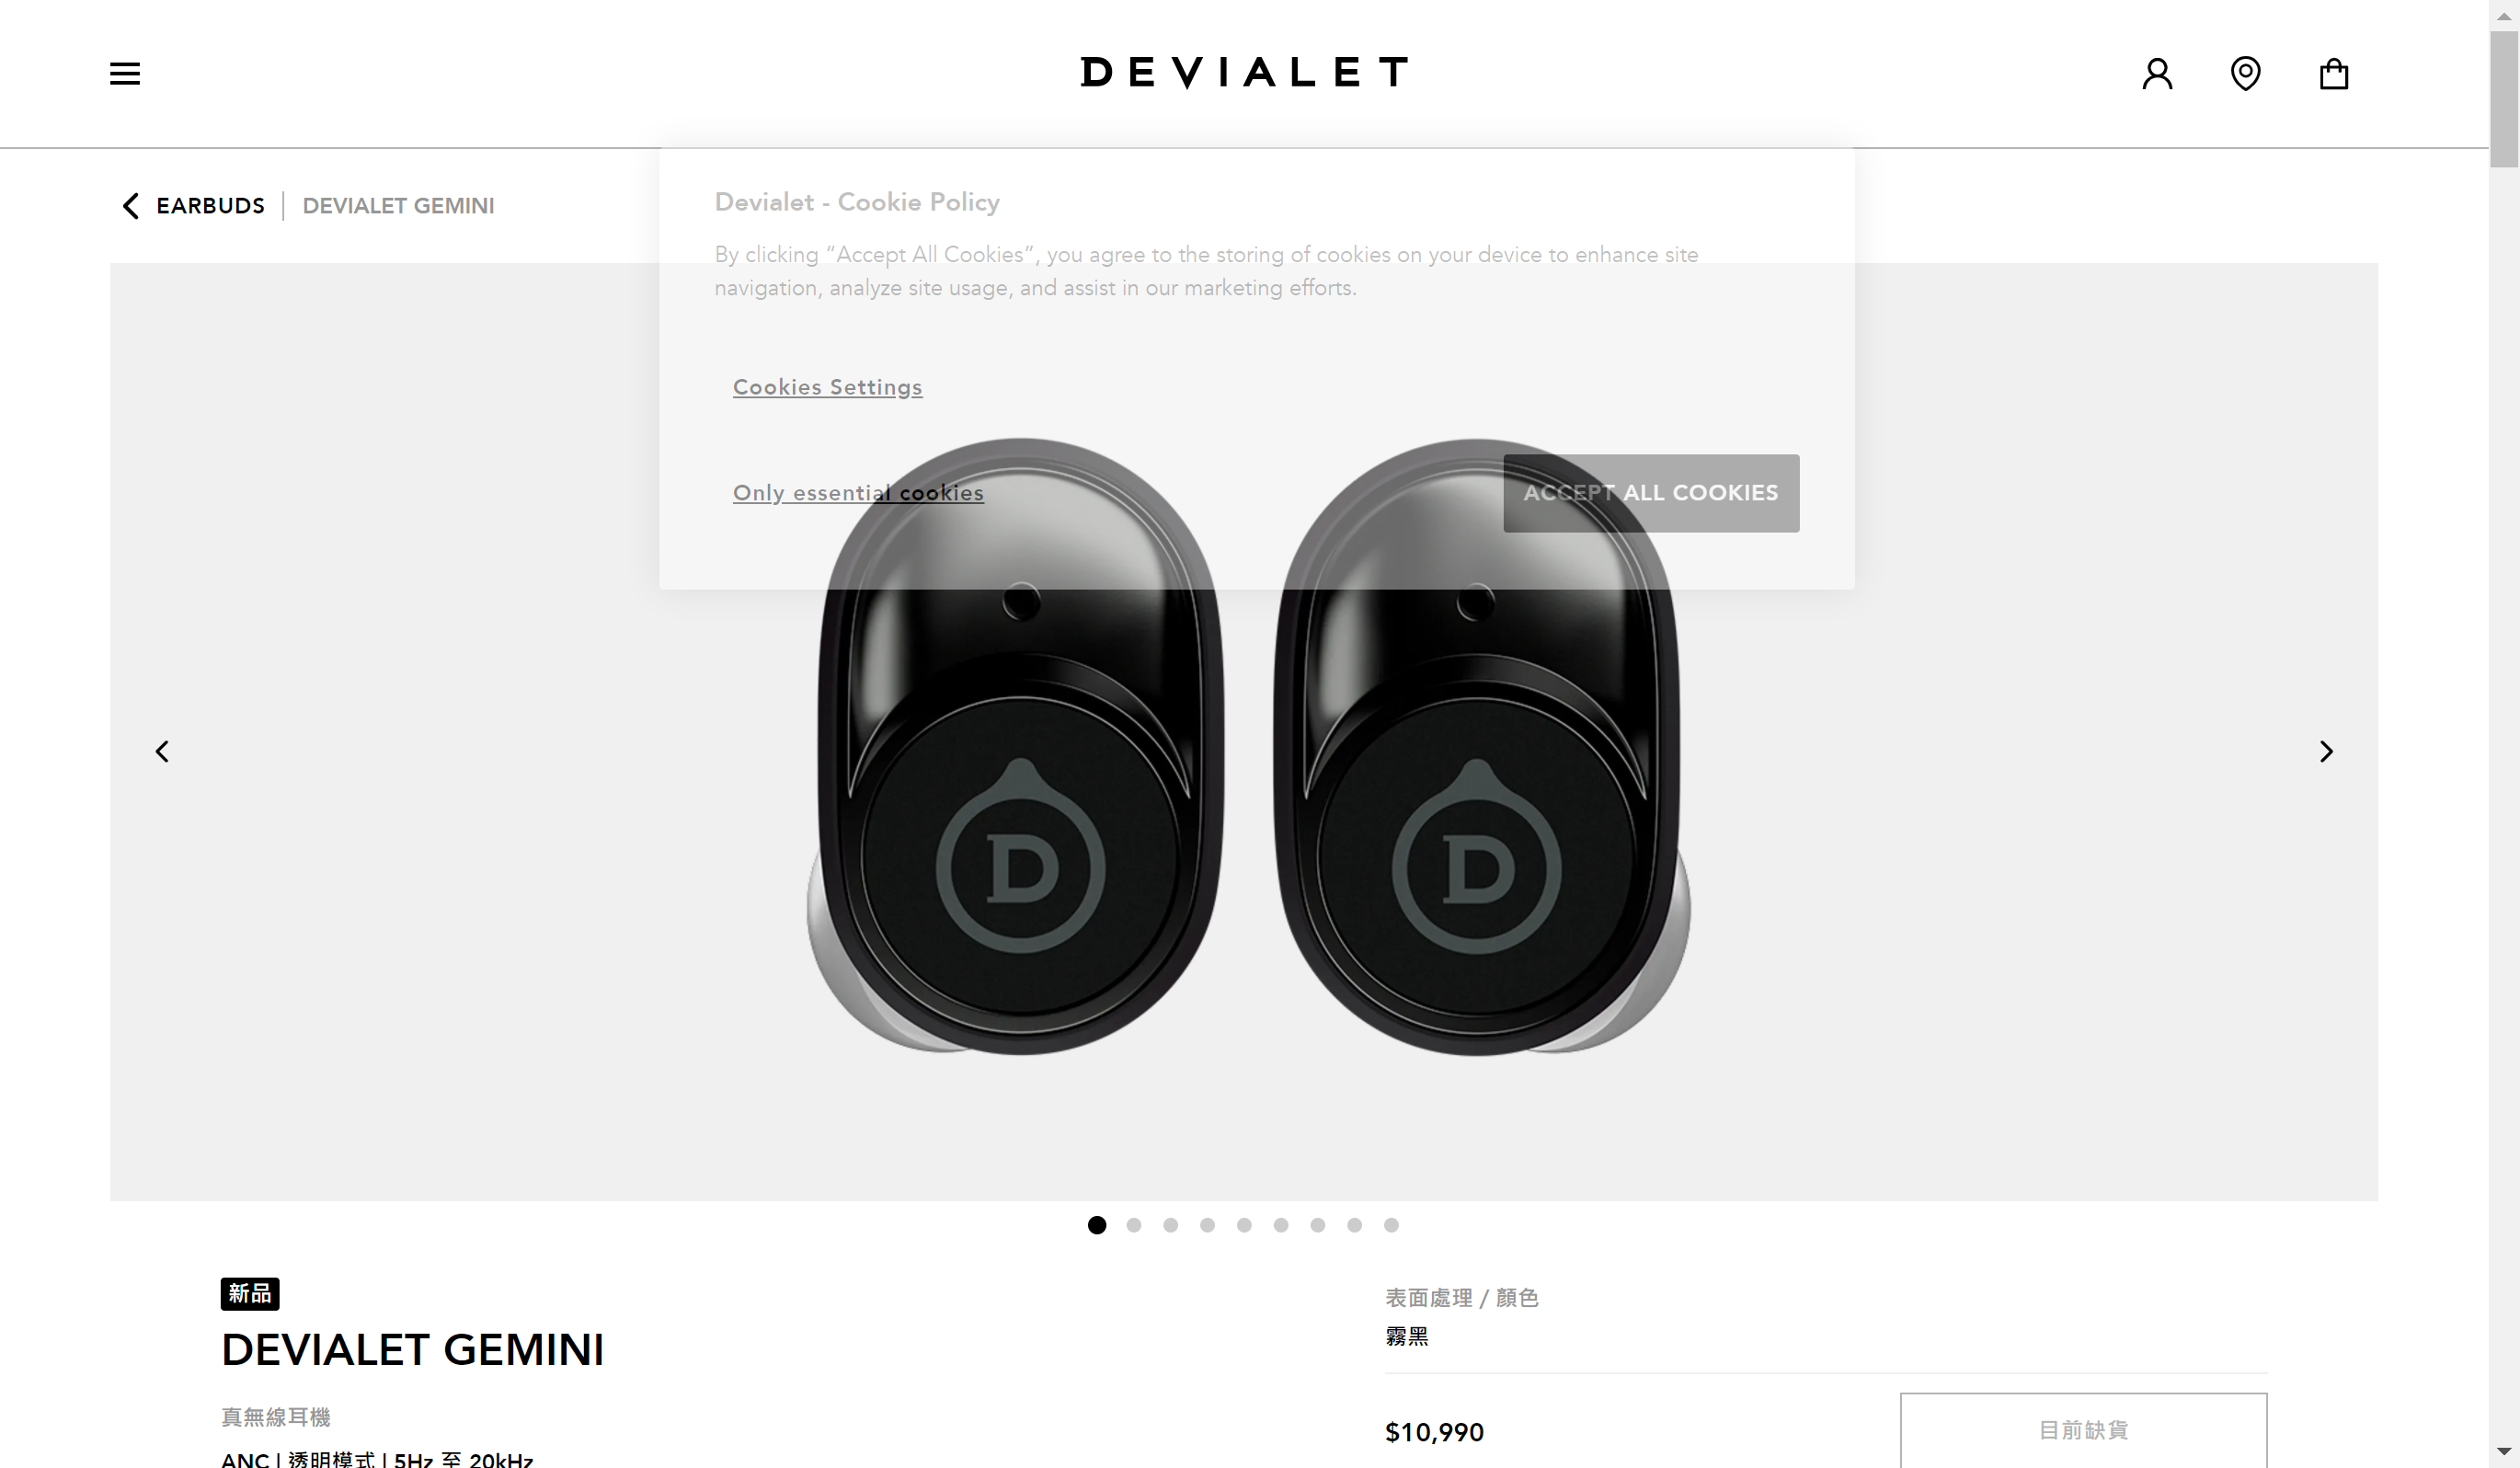 DEVIALET
EARBUDS | DEVIALET GEMINI
Devialet - Cookie Policy
By clicking “Accept All Cookies”, you agree to the storing of cookies on your device to enhance site
navigation, analyze site usage, and assist in our marketing efforts.
Cookies Settings
Only essential cookies
ACCEPT ALL COOKIES
D
D
新品
DEVIALET GEMINI
真無線耳機
ANC | 透明模式 | 5Hz 至 20kHz
表面處理 / 顏色
霧黑
$10,990
目前缺貨